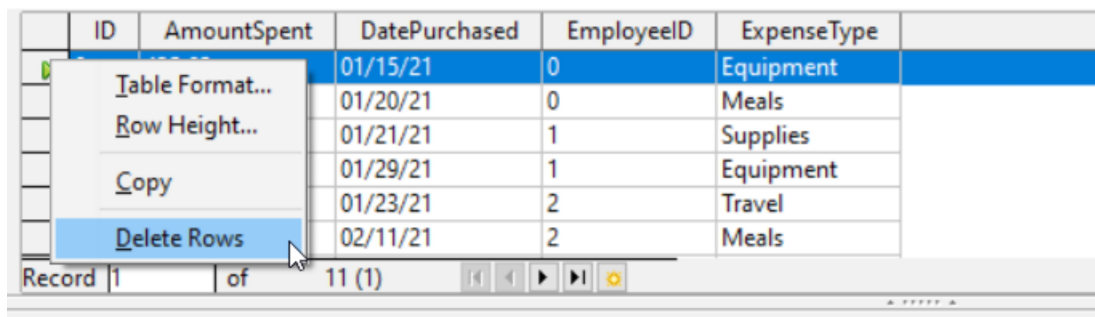 ID AmountSpent DatePurchased EmployeeID ExpenseType
01/15/21 0 Equipment
Table Format...
01/20/21 0 Meals
Row Height...
01/21/21 1 Supplies
01/29/21 1 Equipment
Copy
01/23/21 2 Travel
Delete Rows
02/11/21 2 Meals
Record 1 of 11 (1)